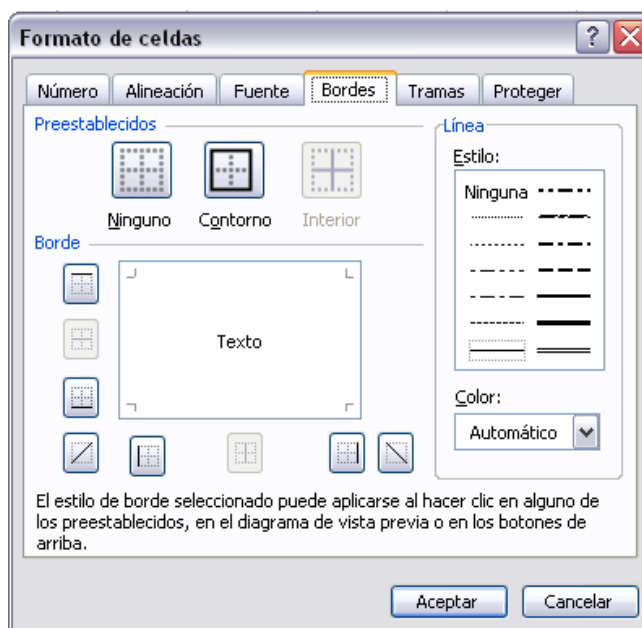 Formato de celdas
Número Alineación Fuente Bordes Tramas Proteger
Preestablecidos
Ninguno Contorno Interior
Borde
Texto
Línea
Estilo:
Ninguna
Color:
Automático
El estilo de borde seleccionado puede aplicarse al hacer clic en alguno de
los preestablecidos, en el diagrama de vista previa o en los botones de
arriba.
Aceptar Cancelar